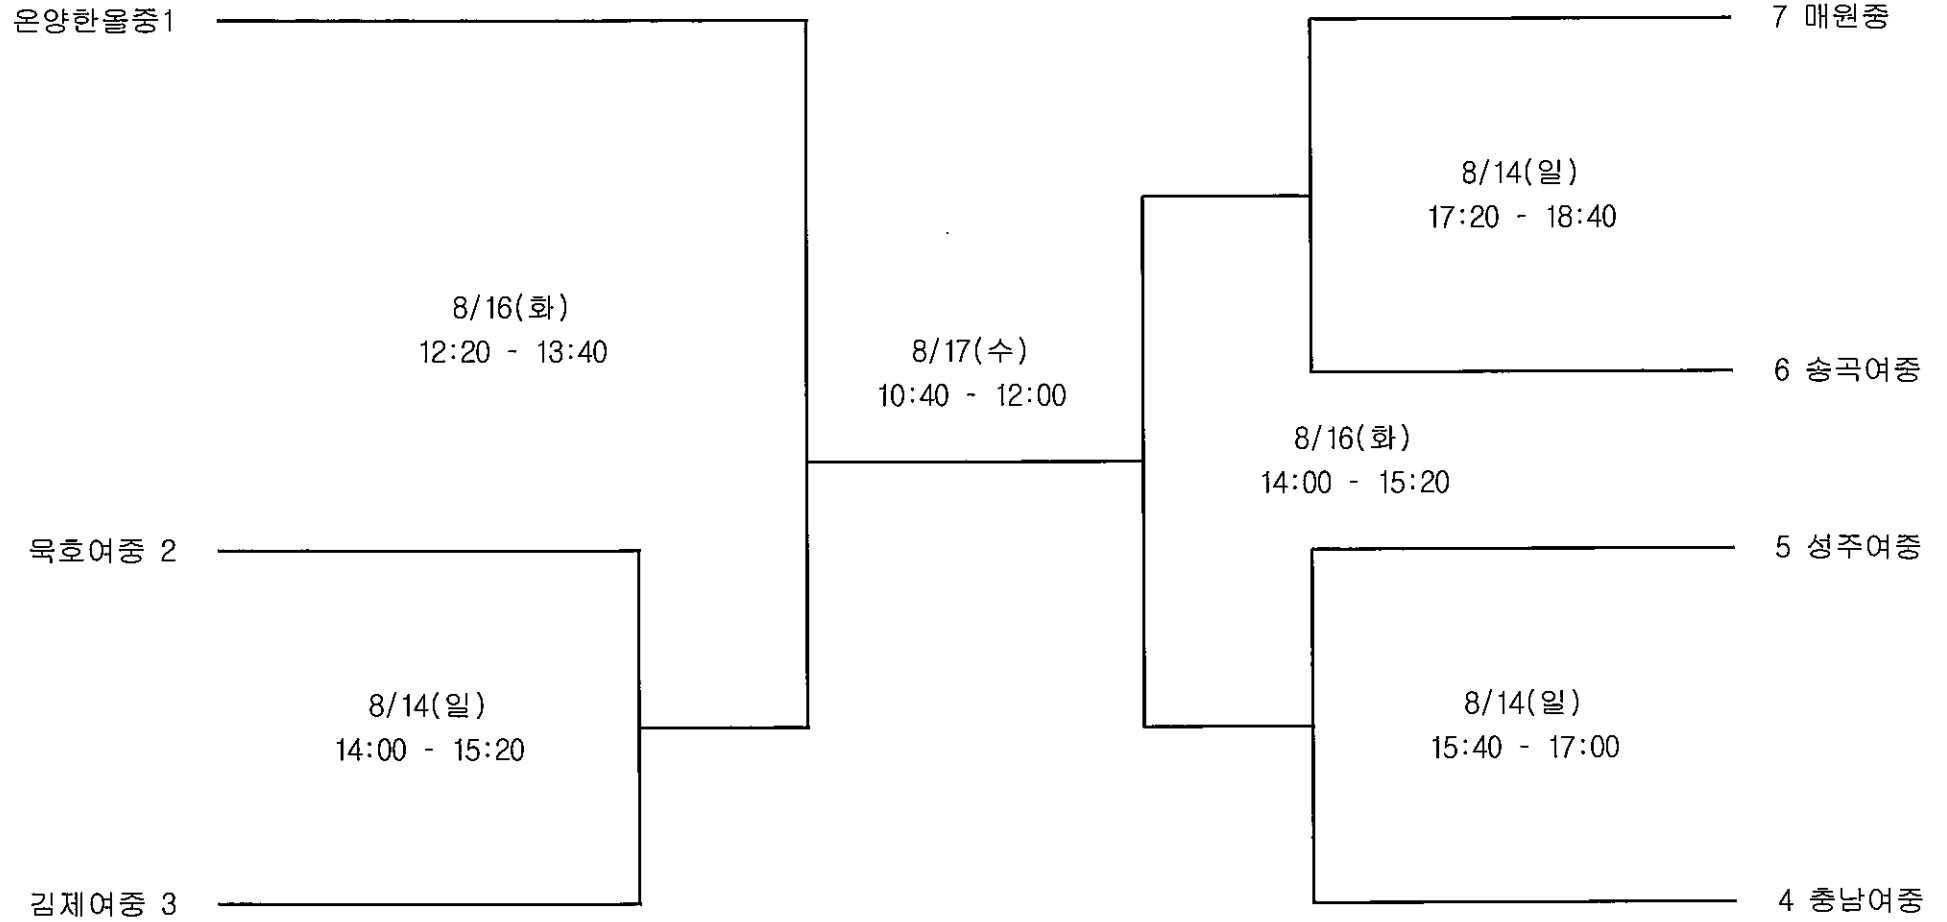 온양한올중1
7 매원중
8/14(일)
17:20 - 18:40
8/16(화)
12:20 - 13:40
8/17(수)
10:40 - 12:00
6 송곡여중
8/16(화)
14:00 - 15:20
묵호여중 2
5 성주여중
8/14(일)
14:00 - 15:20
8/14(일)
15:40 - 17:00
김제여중 3
4 충남여중